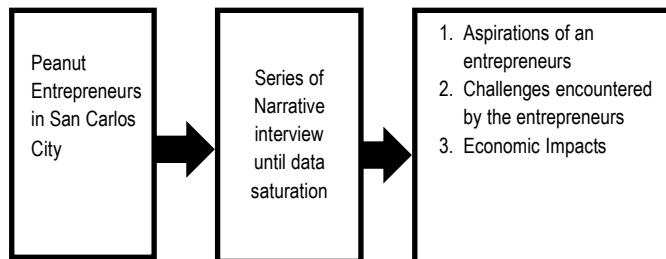 Peanut
Entrepreneurs
in San Carlos
City
Series of
Narrative
interview
until data
saturation
1. Aspirations of an
entrepreneurs
2. Challenges encountered
by the entrepreneurs
3. Economic Impacts